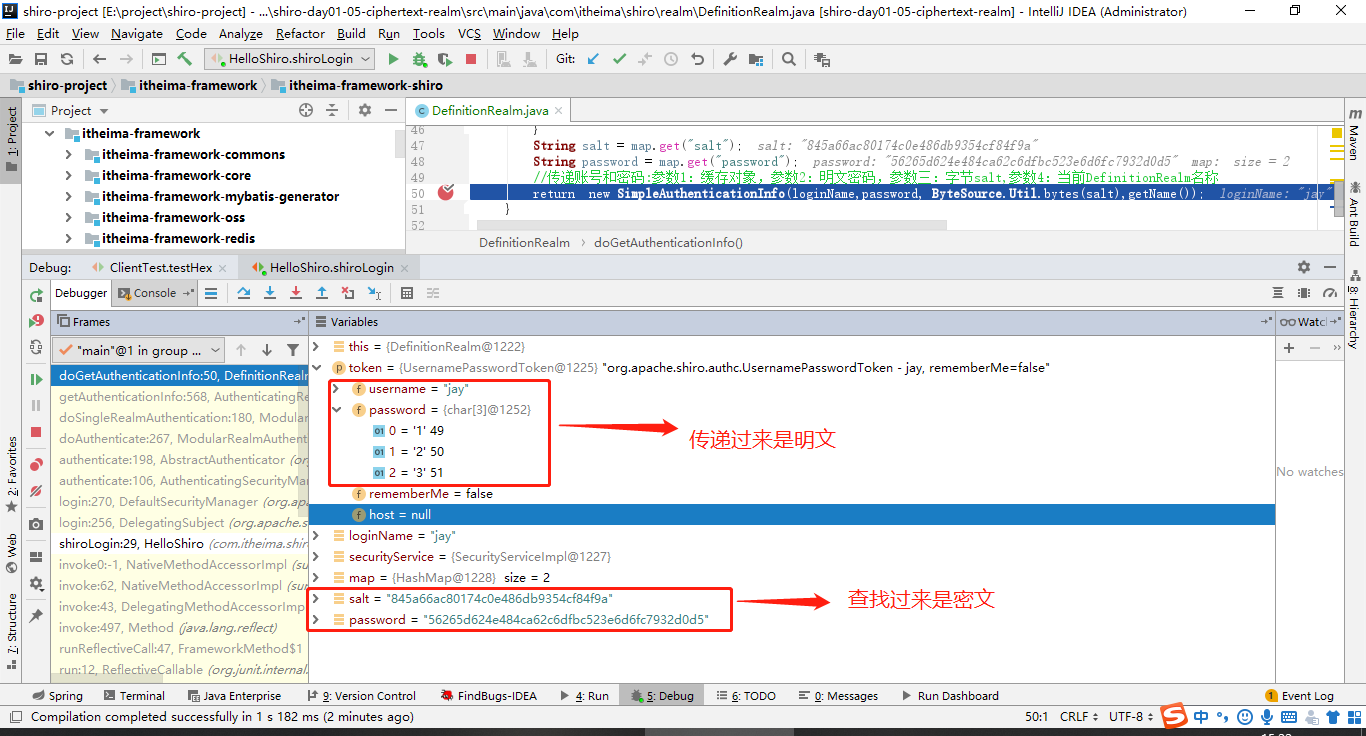 shiro-project [E:\project\shiro-project] - ...\shiro-day01-05-ciphertext-realm\src\main\java\com\itheima\shiro\realm\DefinitionRealm.java [shiro-day01-05-ciphertext-realm] - IntelliJ IDEA (Administrator)
File Edit View Navigate Code Analyze Refactor Build Run Tools VCS Window Help
HelloShiro.shiroLogin Git:
shiro-project itheima-framework itheima-framework-shiro
1: Project
Project
itheima-framework
itheima-framework-commons
itheima-framework-core
itheima-framework-mybatis-generator
itheima-framework-oss
itheima-framework-redis
DefinitionRealm.java
46 }
47 String salt = map.get("salt"); salt: "845a66ac80174c0e486db9354cf84f9a"
48 String password = map.get("password"); password: "56265d624e484ca62c6dfbc523e6d6fc7932d0d5" map: size = 2
49 //传递账号和密码:参数1：缓存对象，参数2：明文密码，参数三：字节salt,参数4：当前DefinitionRealm名称
50 return new SimpleAuthenticationInfo(loginName,password, ByteSource.Util.bytes(salt),getName()); loginName: "jay"
51 }
52
DefinitionRealm › doGetAuthenticationInfo()
Maven
Ant Build
8: Hierarchy
Debug: ClientTest.testHex HelloShiro.shiroLogin
Debugger Console
Frames
"main"@1 in group ...
doGetAuthenticationInfo:50, DefinitionRealm
getAuthenticationInfo:568, AuthenticatingRe
doSingleRealmAuthentication:180, Modular
doAuthenticate:267, ModularRealmAuthen
authenticate:198, AbstractAuthenticator (org
authenticate:106, AuthenticatingSecurityMan
login:270, DefaultSecurityManager (org.apa
login:256, DelegatingSubject (org.apache.s
shiroLogin:29, HelloShiro (com.itheima.shir
invoke0:-1, NativeMethodAccessorImpl (su
invoke:62, NativeMethodAccessorImpl (sun
invoke:43, DelegatingMethodAccessorImp
invoke:497, Method (java.lang.reflect)
runReflectiveCall:47, FrameworkMethod$1
run:12, ReflectiveCallable (org.junit.internal.
Variables
this = {DefinitionRealm@1222}
token = {UsernamePasswordToken@1225} "org.apache.shiro.authc.UsernamePasswordToken - jay, rememberMe=false"
username = "jay"
password = {char[3]@1252}
0 = '1' 49
1 = '2' 50
2 = '3' 51
传递过来是明文
rememberMe = false
host = null
loginName = "jay"
securityService = {SecurityServiceImpl@1227}
map = {HashMap@1228} size = 2
salt = "845a66ac80174c0e486db9354cf84f9a"
password = "56265d624e484ca62c6dfbc523e6d6fc7932d0d5"
查找过来是密文
Watc
No watches
2: Favorites
Web
7: Structure
Spring Terminal Java Enterprise 9: Version Control FindBugs-IDEA 4: Run 5: Debug 6: TODO 0: Messages Run Dashboard 1 Event Log
Compilation completed successfully in 1 s 182 ms (2 minutes ago) 50:1 CRLF UTF-8 中